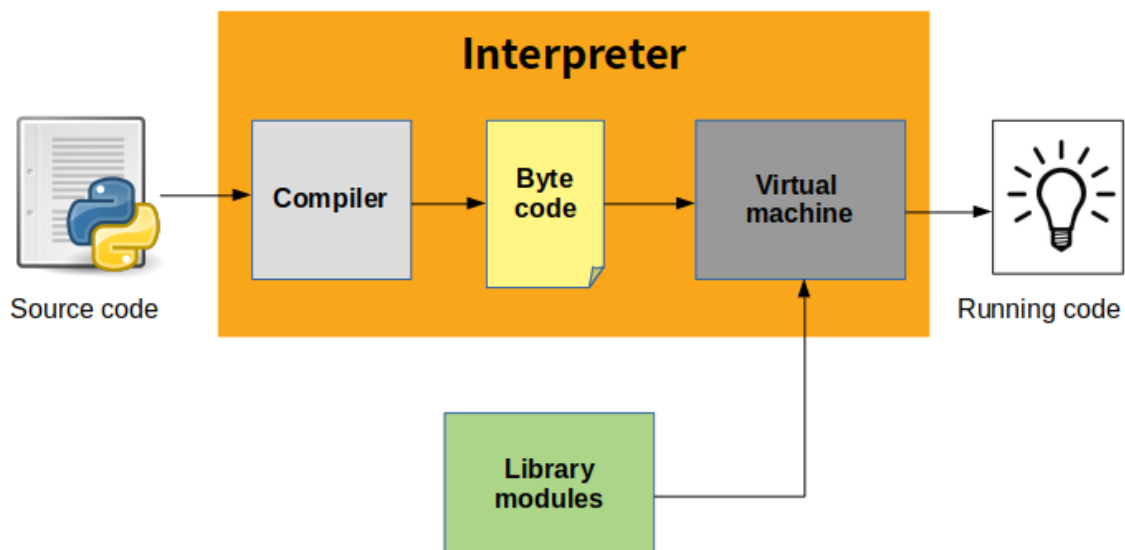 Interpreter
Source code
Compiler
Byte
code
Virtual
machine
Running code
Library
modules